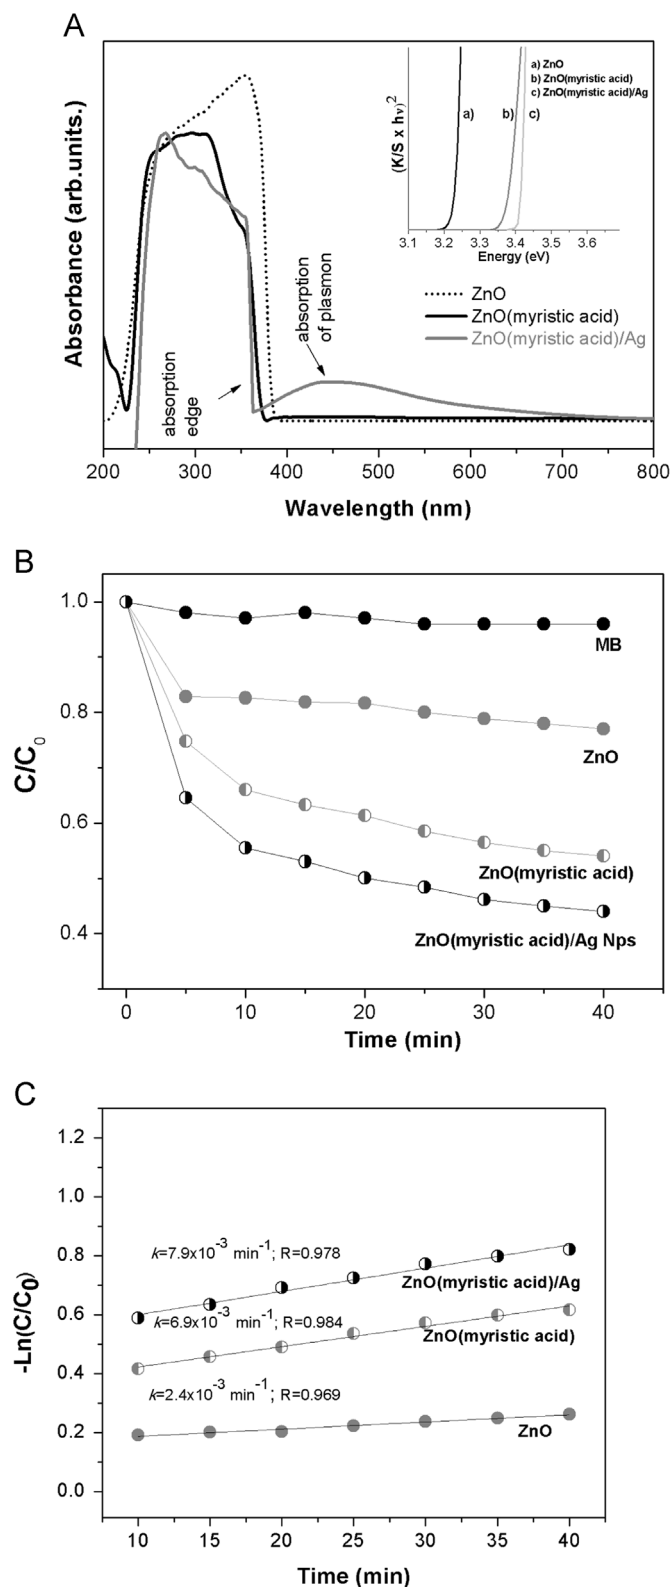 A
Absorbance (arb.units.)
(K/S x hν)²
a) ZnO
b) ZnO(myristic acid)
c) ZnO(myristic acid)/Ag
a)
b)
c)
3.1 3.2 3.3 3.4 3.5 3.6
Energy (eV)
absorption
of plasmon
ZnO
ZnO(myristic acid)
ZnO(myristic acid)/Ag
absorption
edge
200 300 400 500 600 700 800
Wavelength (nm)
B
C/C₀
1.0
0.8
0.6
0.4
MB
ZnO
ZnO(myristic acid)
ZnO(myristic acid)/Ag Nps
0 10 20 30 40
Time (min)
C
-Ln(C/C0)
1.2
1.0
0.8
0.6
0.4
0.2
0.0
k=7.9x10⁻³ min⁻¹; R=0.978
ZnO(myristic acid)/Ag
k=6.9x10⁻³ min⁻¹; R=0.984
ZnO(myristic acid)
k=2.4x10⁻³ min⁻¹; R=0.969
ZnO
10 15 20 25 30 35 40
Time (min)